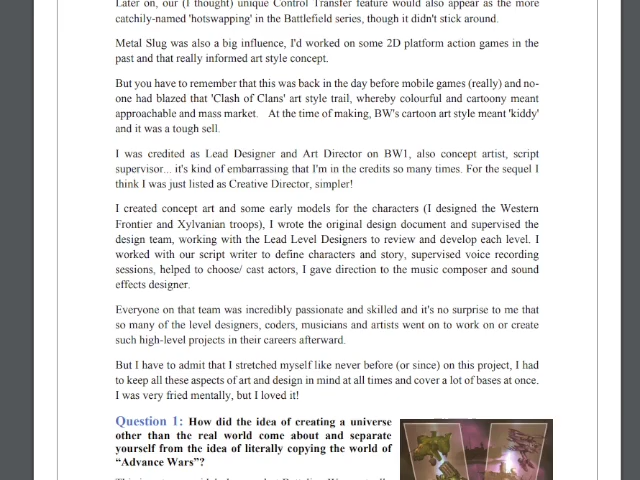 Later on, our (I thought) unique Control Transfer feature would also appear as the more
catchily-named 'hotswapping' in the Battlefield series, though it didn't stick around.
Metal Slug was also a big influence, I'd worked on some 2D platform action games in the
past and that really informed art style concept.
But you have to remember that this was back in the day before mobile games (really) and no-
one had blazed that 'Clash of Clans' art style trail, whereby colourful and cartoony meant
approachable and mass market. At the time of making, BW's cartoon art style meant 'kiddy'
and it was a tough sell.
I was credited as Lead Designer and Art Director on BW1, also concept artist, script
supervisor... it's kind of embarrassing that I'm in the credits so many times. For the sequel I
think I was just listed as Creative Director, simpler!
I created concept art and some early models for the characters (I designed the Western
Frontier and Xylvanian troops), I wrote the original design document and supervised the
design team, working with the Lead Level Designers to review and develop each level. I
worked with our script writer to define characters and story, supervised voice recording
sessions, helped to choose/ cast actors, I gave direction to the music composer and sound
effects designer.
Everyone on that team was incredibly passionate and skilled and it's no surprise to me that
so many of the level designers, coders, musicians and artists went on to work on or create
such high-level projects in their careers afterward.
But I have to admit that I stretched myself like never before (or since) on this project, I had
to keep all these aspects of art and design in mind at all times and cover a lot of bases at once.
I was very fried mentally, but I loved it!
Question 1: How did the idea of creating a universe
other than the real world come about and separate
yourself from the idea of literally copying the world of
“Advance Wars”?